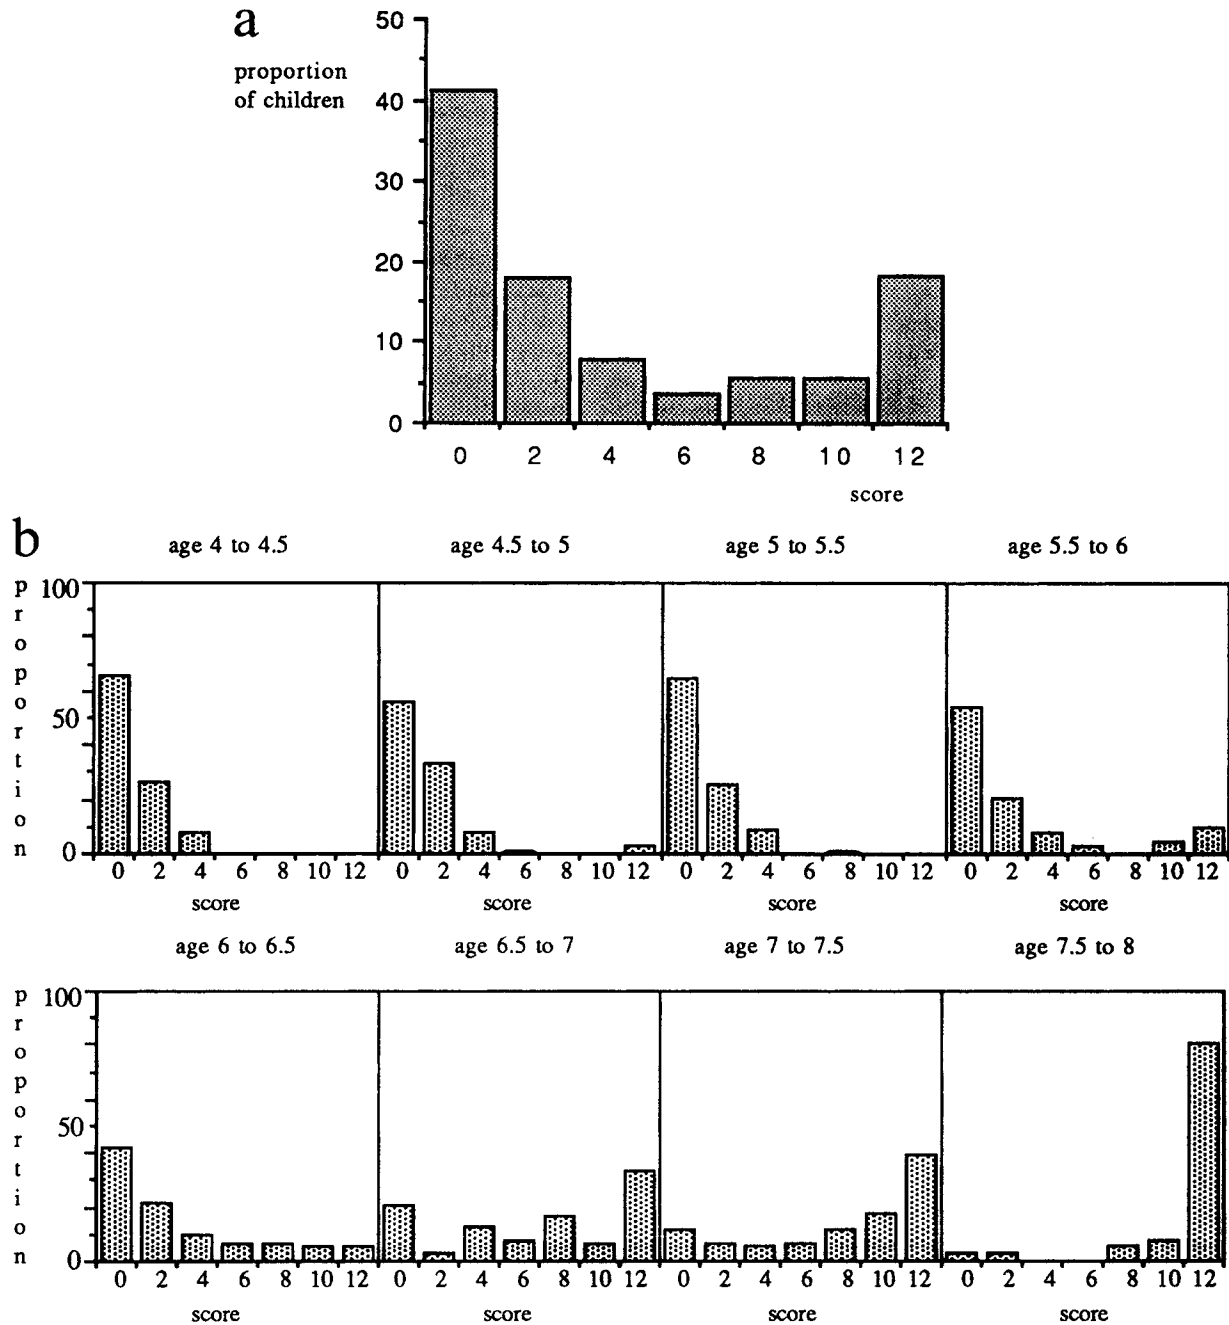 a
proportion
of children
50
40
30
20
10
0
0 2 4 6 8 10 12
score
b
age 4 to 4.5 age 4.5 to 5 age 5 to 5.5 age 5.5 to 6
proportion
100
50
0
0 2 4 6 8 10 12 0 2 4 6 8 10 12 0 2 4 6 8 10 12 0 2 4 6 8 10 12
score score score score
age 6 to 6.5 age 6.5 to 7 age 7 to 7.5 age 7.5 to 8
proportion
100
50
0
0 2 4 6 8 10 12 0 2 4 6 8 10 12 0 2 4 6 8 10 12 0 2 4 6 8 10 12
score score score score